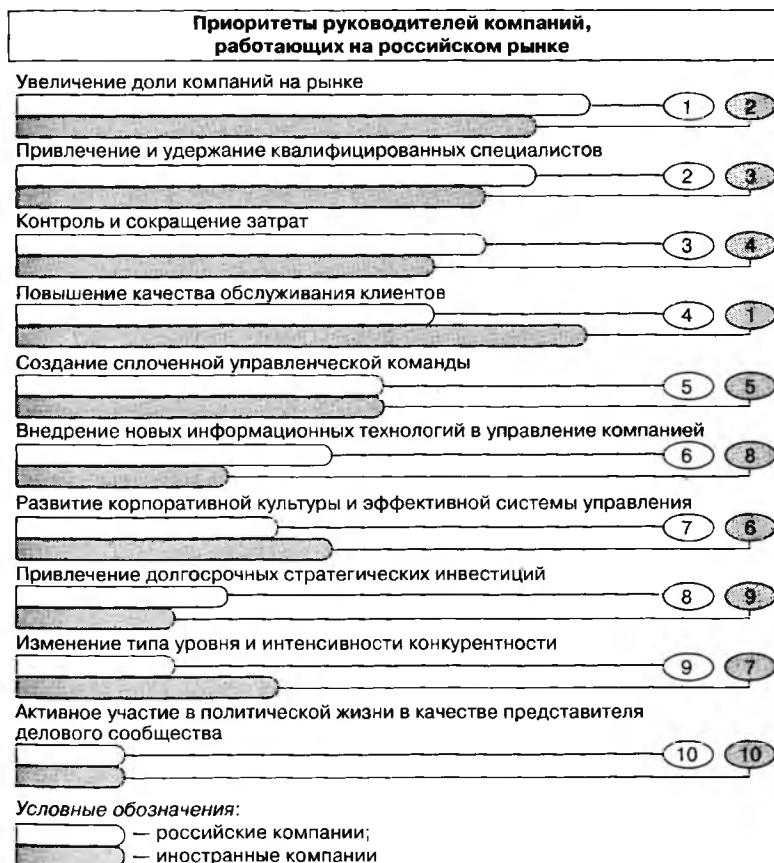 Приоритеты руководителей компаний,
работающих на российском рынке
Увеличение доли компаний на рынке
1 2
Привлечение и удержание квалифицированных специалистов
2 3
Контроль и сокращение затрат
3 4
Повышение качества обслуживания клиентов
4 1
Создание сплоченной управленческой команды
5 5
Внедрение новых информационных технологий в управление компанией
6 8
Развитие корпоративной культуры и эффективной системы управления
7 6
Привлечение долгосрочных стратегических инвестиций
8 9
Изменение типа уровня и интенсивности конкурентности
9 7
Активное участие в политической жизни в качестве представителя
делового сообщества
10 10
Условные обозначения:
— российские компании;
— иностранные компании